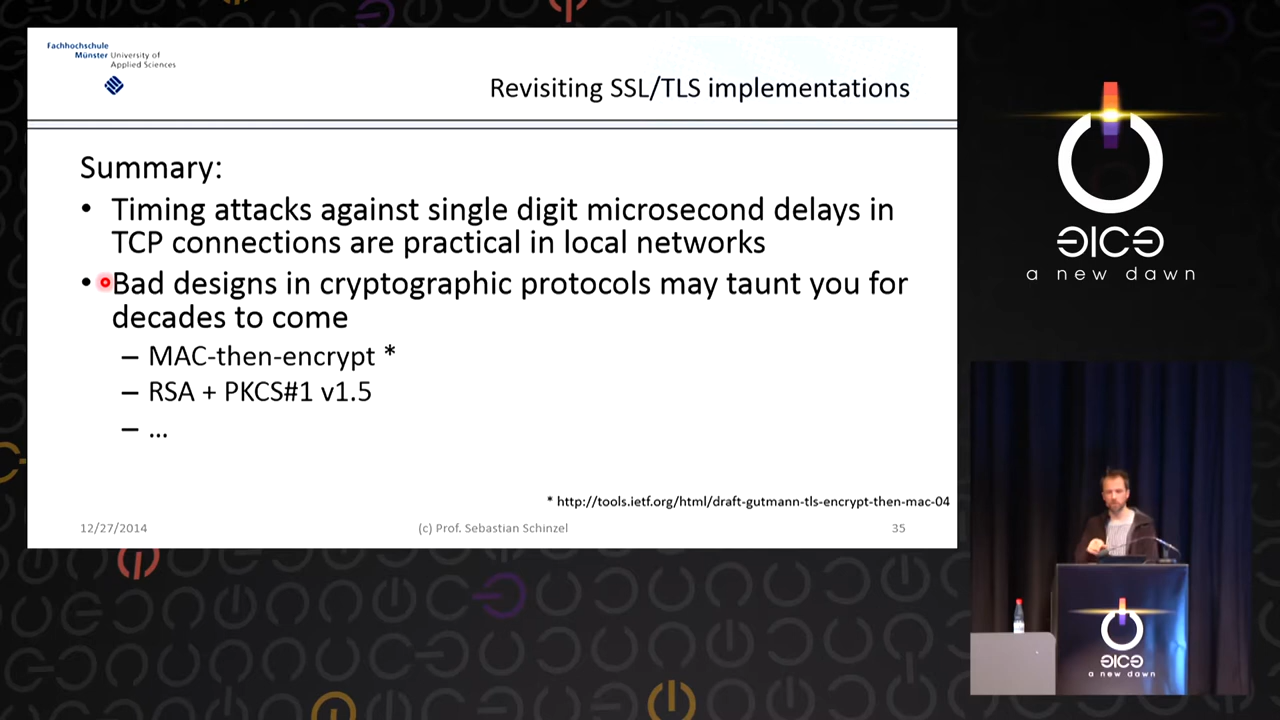 Fachhochschule
Münster University of
Applied Sciences
Revisiting SSL/TLS implementations
Summary:
• Timing attacks against single digit microsecond delays in
TCP connections are practical in local networks
• Bad designs in cryptographic protocols may taunt you for
decades to come
– MAC-then-encrypt *
– RSA + PKCS#1 v1.5
– ...
* http://tools.ietf.org/html/draft-gutmann-tls-encrypt-then-mac-04
12/27/2014
(c) Prof. Sebastian Schinzel
35
a new dawn
a new dawn